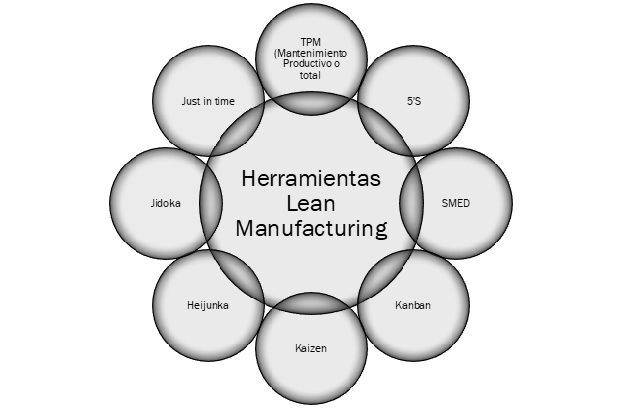 TPM
(Mantenimiento
Productivo o
total
Just in time
5'S
Jidoka
Herramientas
Lean
Manufacturing
SMED
Heijunka
Kanban
Kaizen